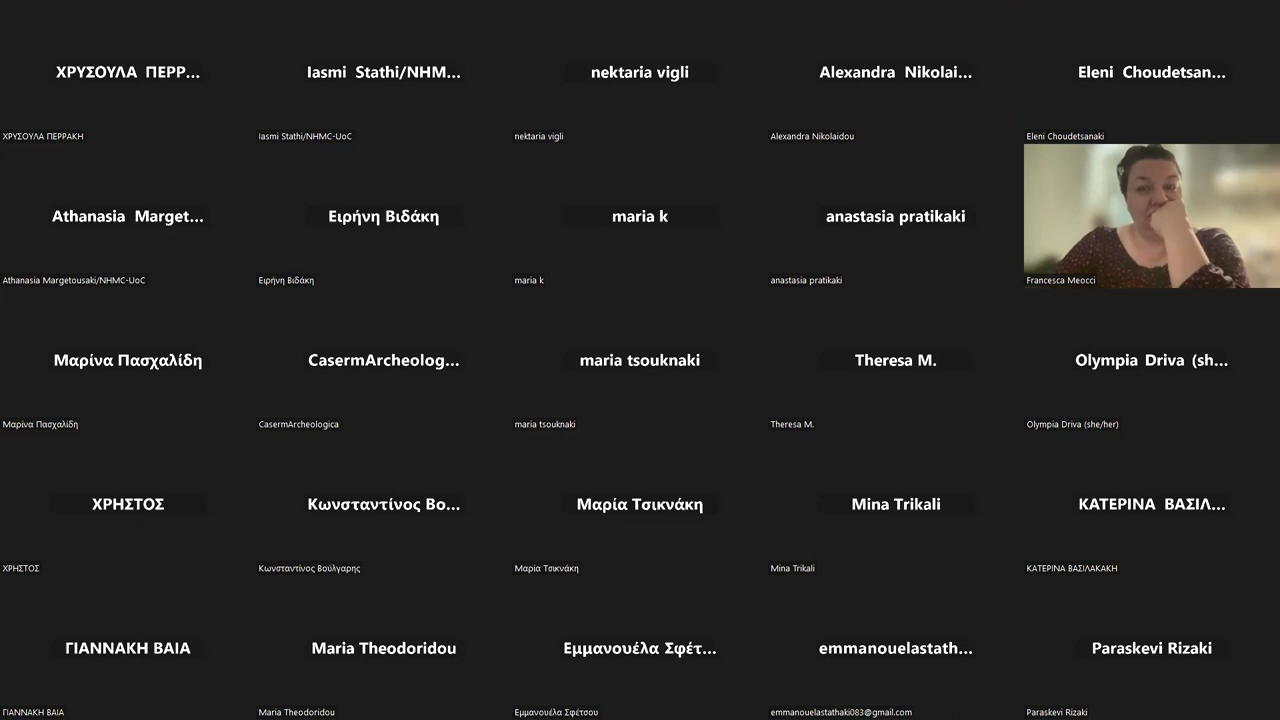 ΧΡΥΣΟΥΛΑ ΠΕΡΡ...
Iasmi Stathi/NHM...
nektaria vigli
Alexandra Nikolai...
Eleni Choudetsan...
ΧΡΥΣΟΥΛΑ ΠΕΡΡΑΚΗ
Iasmi Stathi/NHMC-UoC
nektaria vigli
Alexandra Nikolaidou
Eleni Choudetsanaki
Athanasia Marget...
Ειρήνη Βιδάκη
maria k
anastasia pratikaki
Athanasia Margetousaki/NHMC-UoC
Ειρήνη Βιδάκη
maria k
anastasia pratikaki
Francesca Meocci
Μαρίνα Πασχαλίδη
CasermArcheolog...
maria tsouknaki
Theresa M.
Olympia Driva (sh...
Μαρίνα Πασχαλίδη
CasermArcheologica
maria tsouknaki
Theresa M.
Olympia Driva (she/her)
ΧΡΗΣΤΟΣ
Κωνσταντίνος Βο...
Μαρία Τσικνάκη
Mina Trikali
ΚΑΤΕΡΙΝΑ ΒΑΣΙΛ...
ΧΡΗΣΤΟΣ
Κωνσταντίνος Βούλγαρης
Μαρία Τσικνάκη
Mina Trikali
ΚΑΤΕΡΙΝΑ ΒΑΣΙΛΑΚΑΚΗ
ΓΙΑΝΝΑΚΗ ΒΑΙΑ
Maria Theodoridou
Εμμανουέλα Σφέτ...
emmanouelastath...
Paraskevi Rizaki
ΓΙΑΝΝΑΚΗ ΒΑΙΑ
Maria Theodoridou
Εμμανουέλα Σφέτσου
emmanouelastathaki083@gmail.com
Paraskevi Rizaki